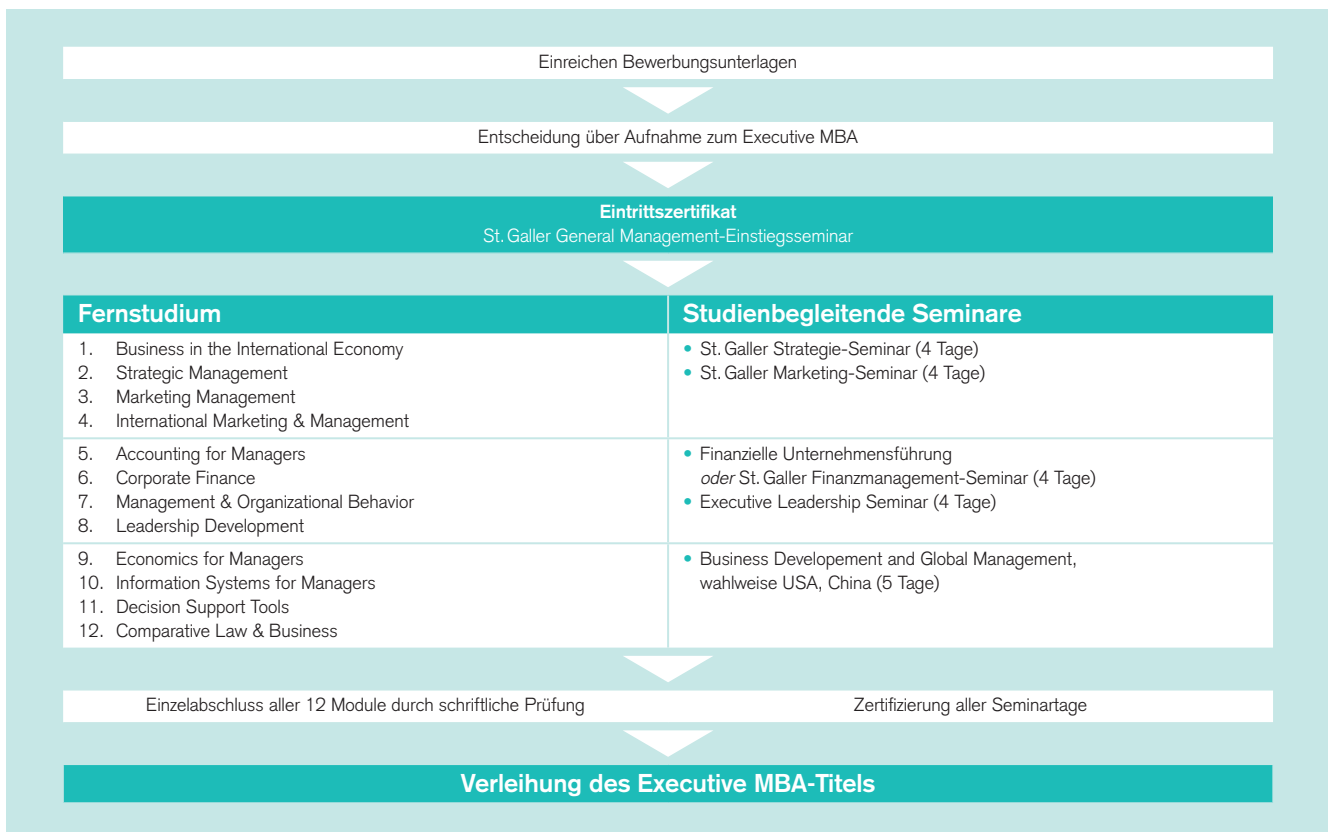 Einreichen Bewerbungsunterlagen
Entscheidung über Aufnahme zum Executive MBA
Eintrittszertifikat
St. Galler General Management-Einstiegsseminar
Fernstudium
1. Business in the International Economy
2. Strategic Management
3. Marketing Management
4. International Marketing & Management
5. Accounting for Managers
6. Corporate Finance
7. Management & Organizational Behavior
8. Leadership Development
9. Economics for Managers
10. Information Systems for Managers
11. Decision Support Tools
12. Comparative Law & Business
Studienbegleitende Seminare
• St. Galler Strategie-Seminar (4 Tage)
• St. Galler Marketing-Seminar (4 Tage)
• Finanzielle Unternehmensführung
oder St. Galler Finanzmanagement-Seminar (4 Tage)
• Executive Leadership Seminar (4 Tage)
• Business Developement and Global Management,
wahlweise USA, China (5 Tage)
Einzelabschluss aller 12 Module durch schriftliche Prüfung
Zertifizierung aller Seminartage
Verleihung des Executive MBA-Titels